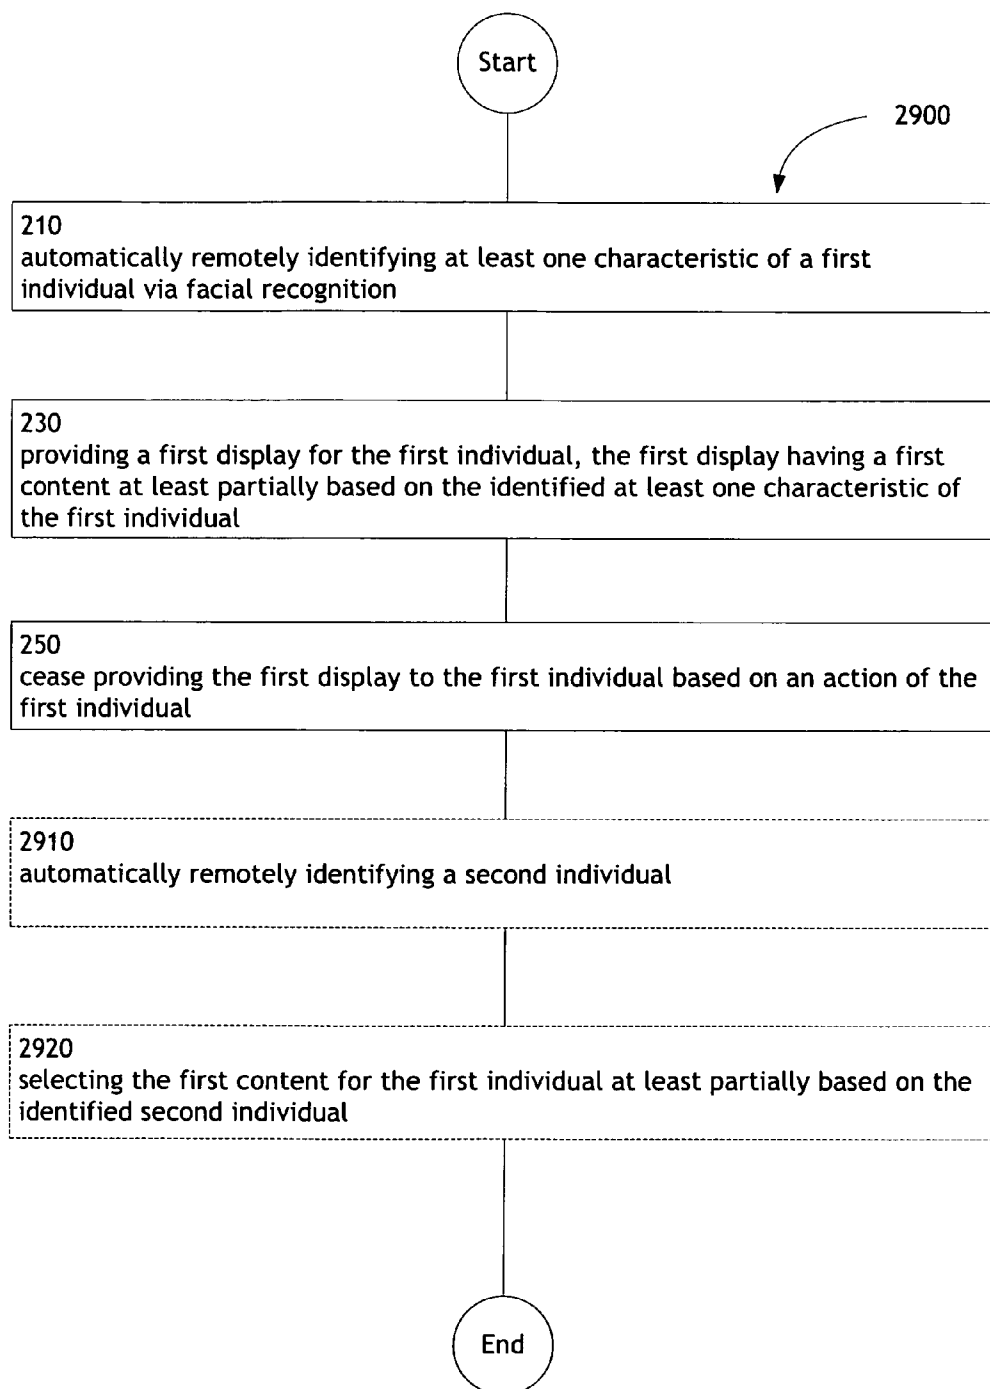 Start
2900
210
automatically remotely identifying at least one characteristic of a first
individual via facial recognition
230
providing a first display for the first individual, the first display having a first
content at least partially based on the identified at least one characteristic of
the first individual
250
cease providing the first display to the first individual based on an action of the
first individual
2910
automatically remotely identifying a second individual
2920
selecting the first content for the first individual at least partially based on the
identified second individual
End